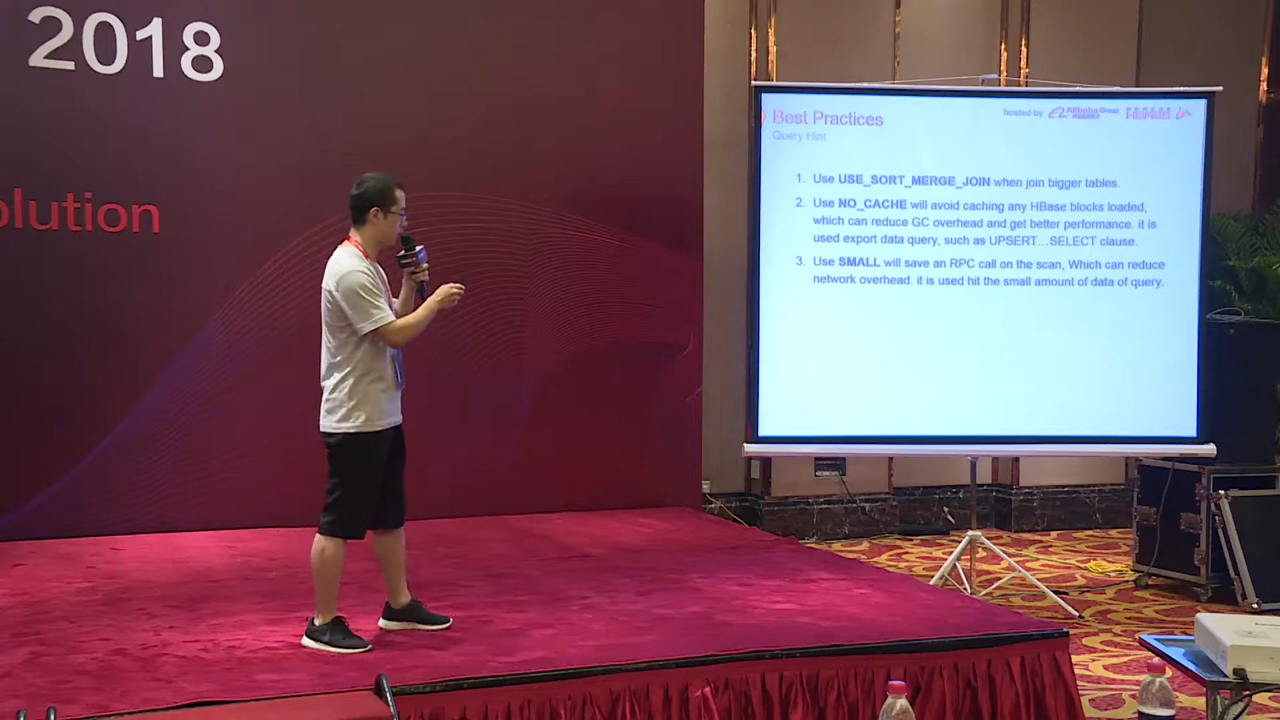 2018
olution
Best Practices
hosted by Alibaba Group
Query Hint
1. Use USE_SORT_MERGE_JOIN when join bigger tables.
2. Use NO_CACHE will avoid caching any HBase blocks loaded,
which can reduce GC overhead and get better performance. it is
used export data query, such as UPSERT...SELECT clause.
3. Use SMALL will save an RPC call on the scan, Which can reduce
network overhead. it is used hit the small amount of data of query.